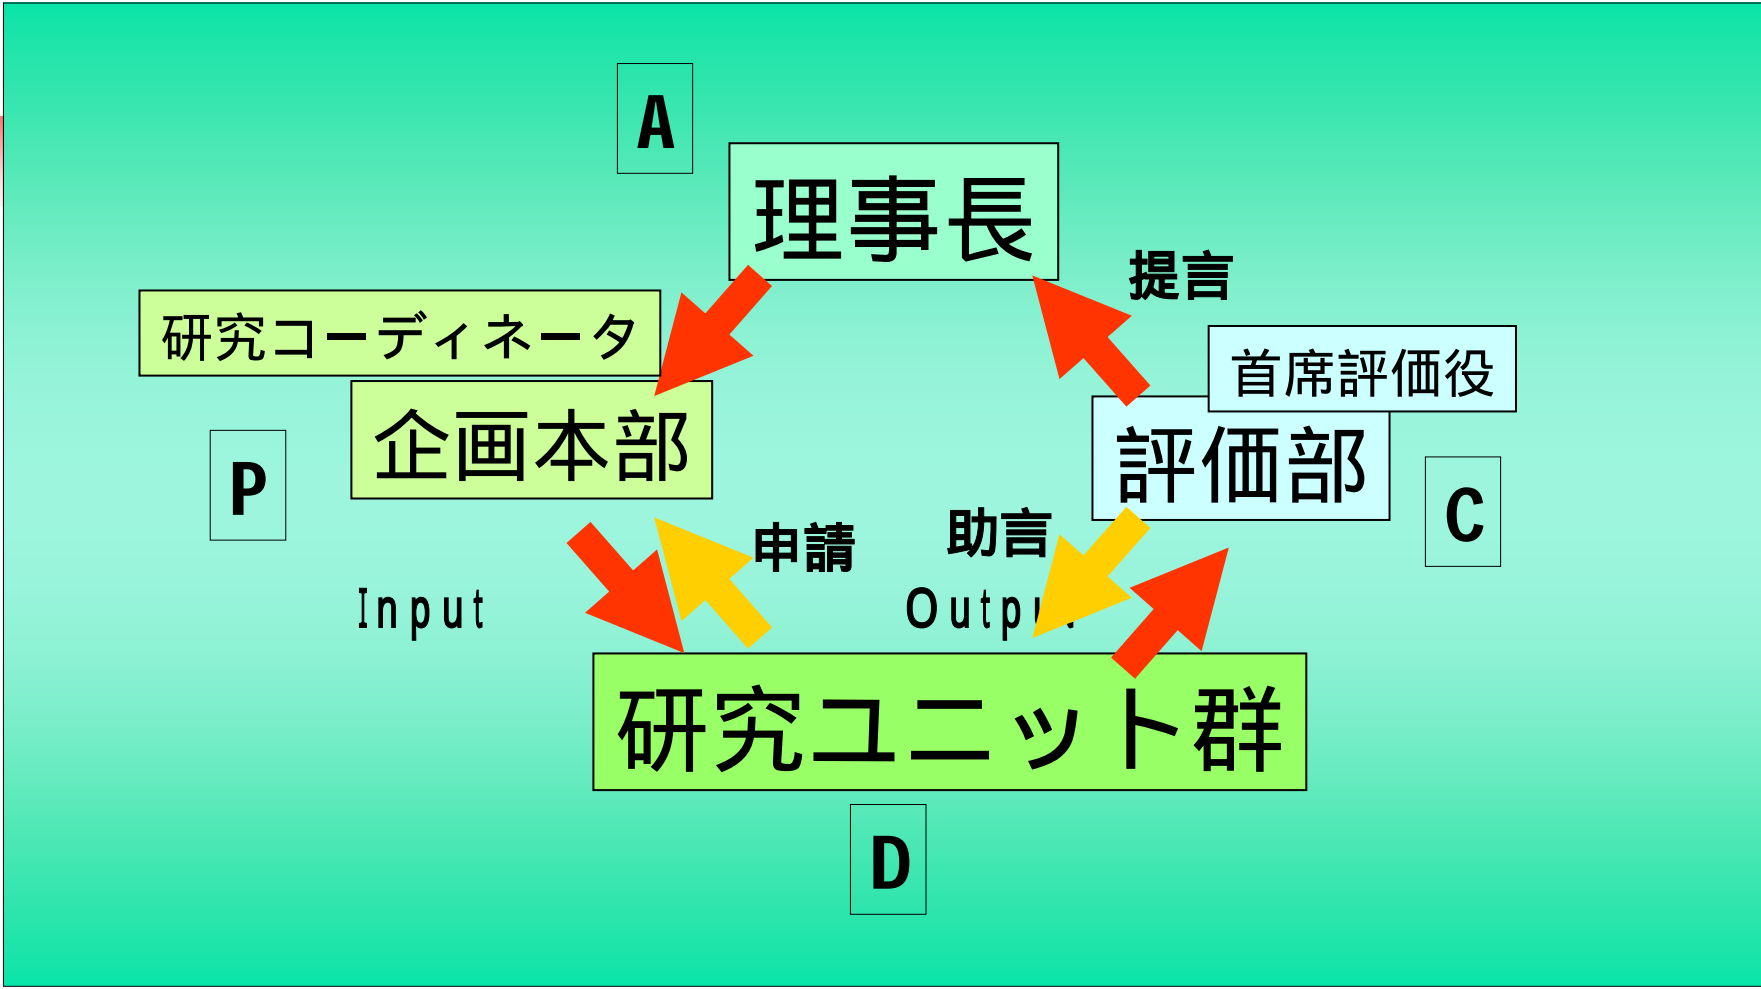 A
理事長
提言
研究コーディネータ
首席評価役
企画本部
評価部
P
C
申請
助言
Input
Output
研究ユニット群
D